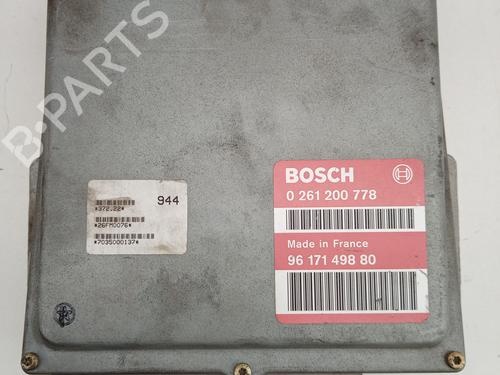 B-PARTS
944
*372.22*
*26FM0076*
*7035000137*
BOSCH
0 261 200 778
Made in France
96 171 498 80